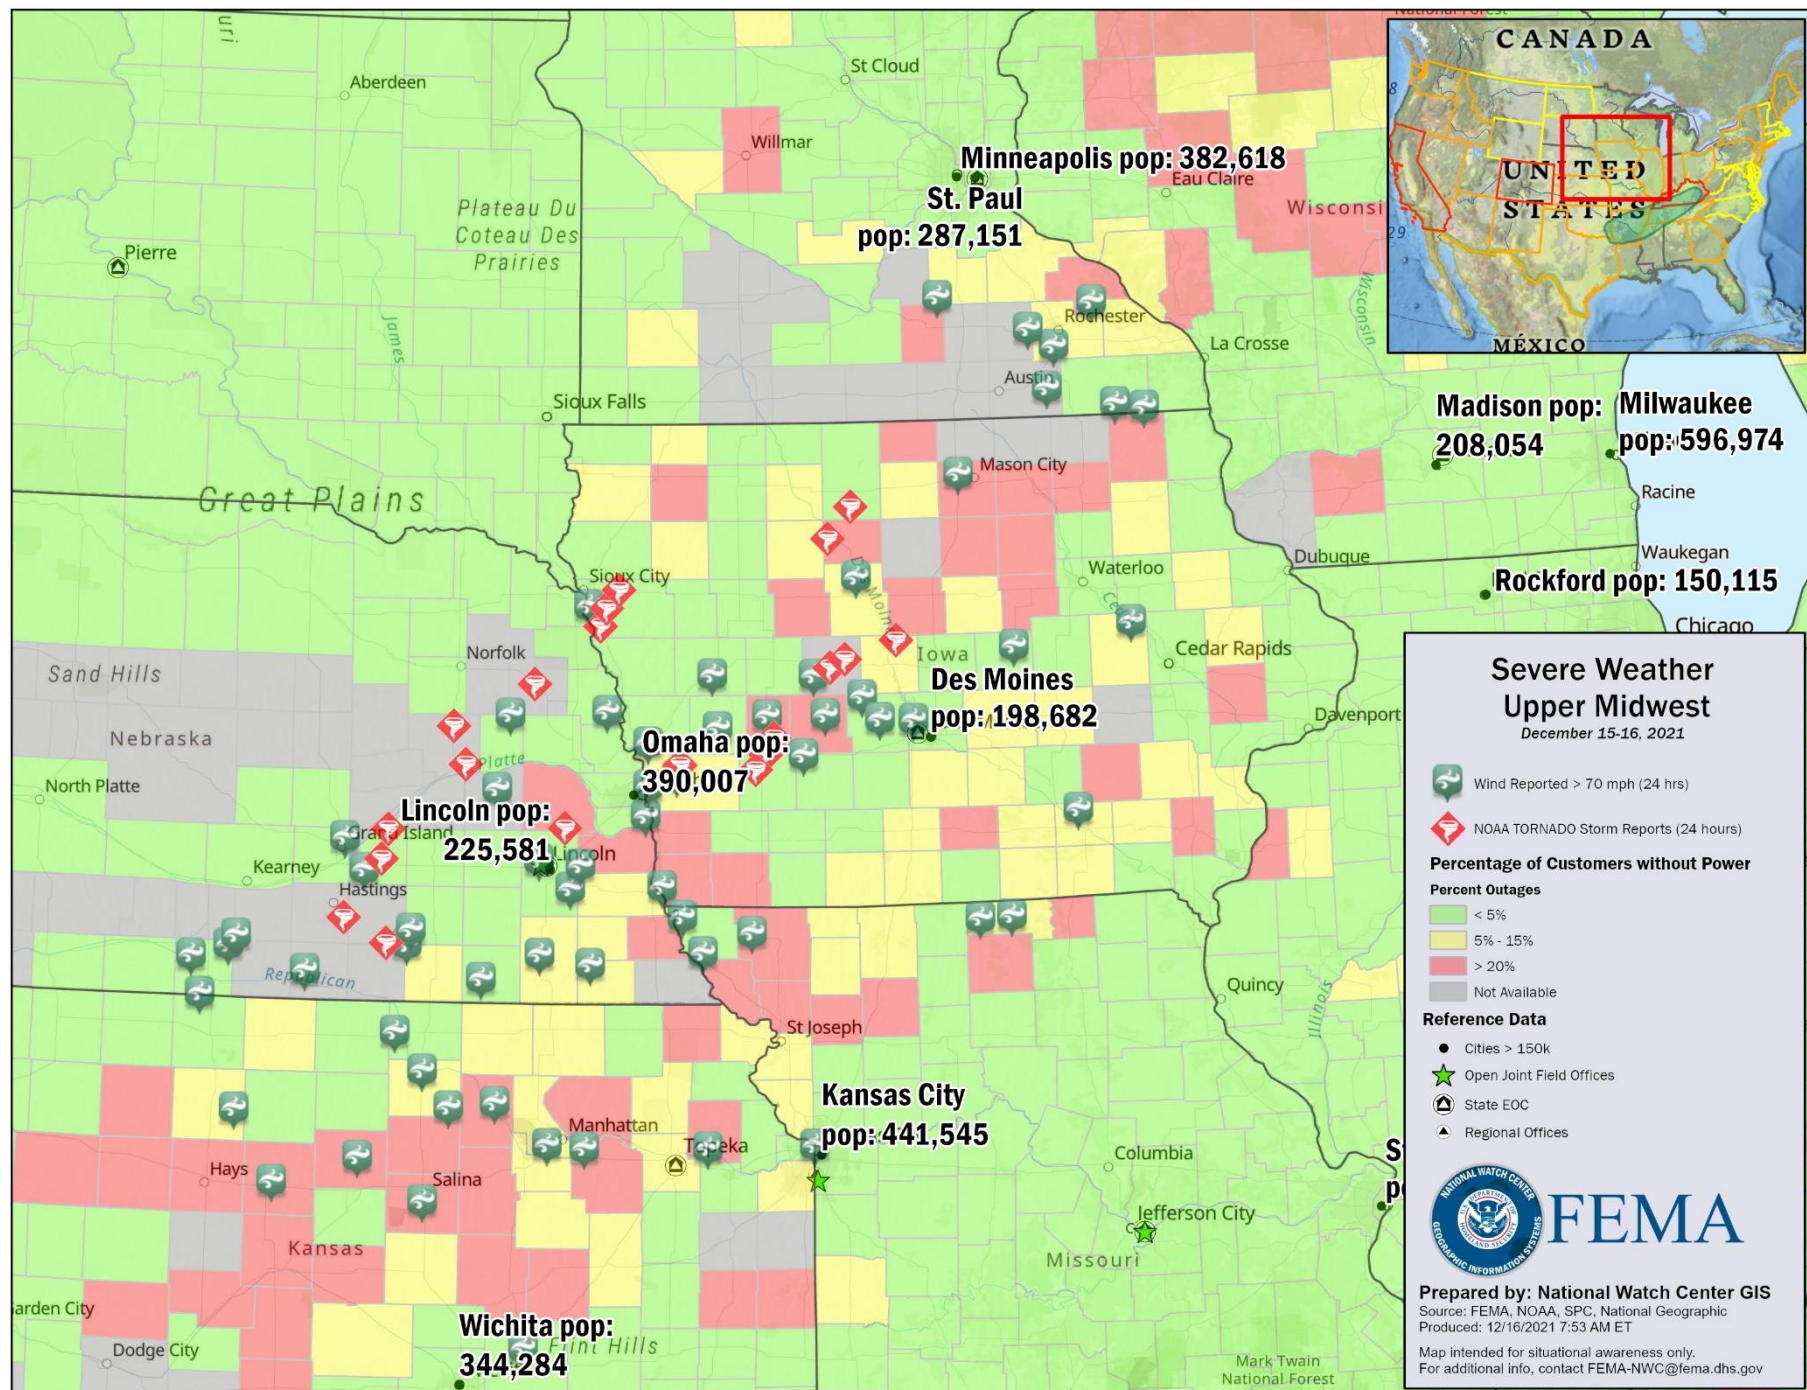 CANADA
UNITED
STATES
MÉXICO
8
29
Aberdeen
St Cloud
Willmar
Minneapolis pop: 382,618
Eau Claire
St. Paul
pop: 287,151
Wisconsi
Wisconsin
Plateau Du
Coteau Des
Prairies
Pierre
James
Rochester
La Crosse
Austin
Sioux Falls
Madison pop:
208,054
Milwaukee
pop: 596,974
Mason City
Great Plains
Racine
Waukegan
Dubuque
Sioux City
Waterloo
Rockford pop: 150,115
Chicago
Norfolk
Sand Hills
Iowa
Cedar Rapids
Des Moines
pop: 198,682
Davenport
Nebraska
Omaha pop:
390,007
Platte
North Platte
Lincoln pop:
225,581
Grand Island
Lincoln
Kearney
Hastings
Republican
Quincy
Illinois
St Joseph
Kansas City
pop: 441,545
Manhattan
Topeka
Columbia
Hays
Salina
Jefferson City
Kansas
Missouri
arden City
Wichita pop:
344,284
Flint Hills
Dodge City
Mark Twain
National Forest
Severe Weather
Upper Midwest
December 15-16, 2021
Wind Reported > 70 mph (24 hrs)
NOAA TORNADO Storm Reports (24 hours)
Percentage of Customers without Power
Percent Outages
< 5%
5% - 15%
> 20%
Not Available
Reference Data
Cities > 150k
Open Joint Field Offices
State EOC
Regional Offices
NATIONAL WATCH CENTER
GEOGRAPHIC INFORMATION SYSTEMS
FEMA
Prepared by: National Watch Center GIS
Source: FEMA, NOAA, SPC, National Geographic
Produced: 12/16/2021 7:53 AM ET
Map intended for situational awareness only.
For additional info, contact FEMA-NWC@fema.dhs.gov